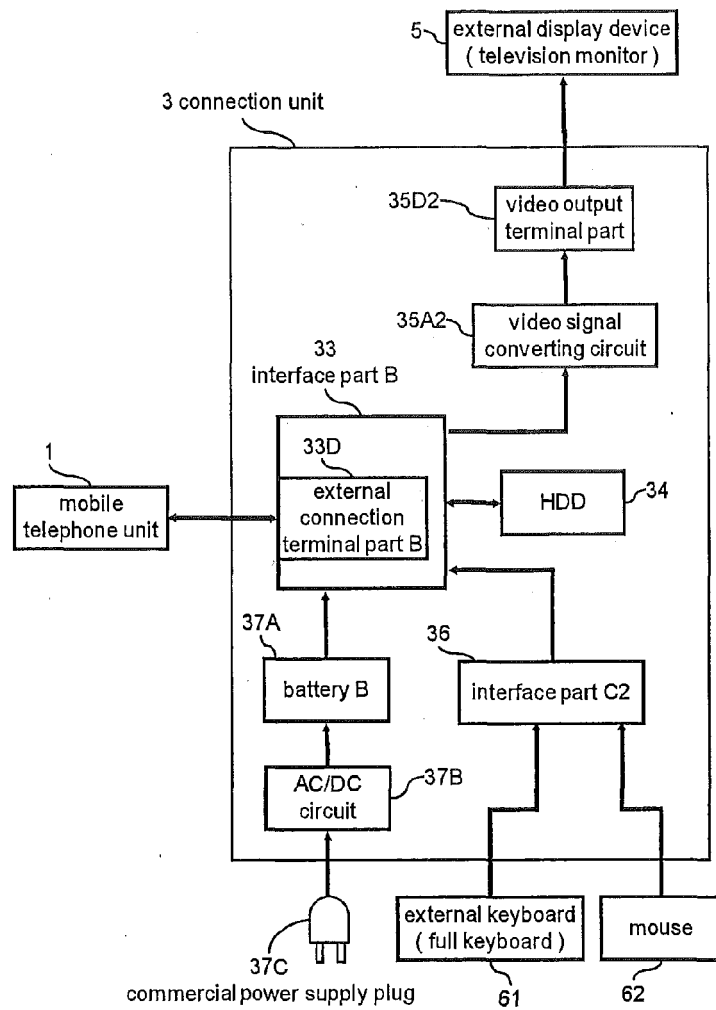 5
external display device
( television monitor )
3 connection unit
35D2
video output
terminal part
35A2
video signal
converting circuit
33
interface part B
1
mobile
telephone unit
33D
external
connection
terminal part B
HDD
34
37A
battery B
36
interface part C2
AC/DC
circuit
37B
37C
commercial power supply plug
external keyboard
( full keyboard )
61
mouse
62